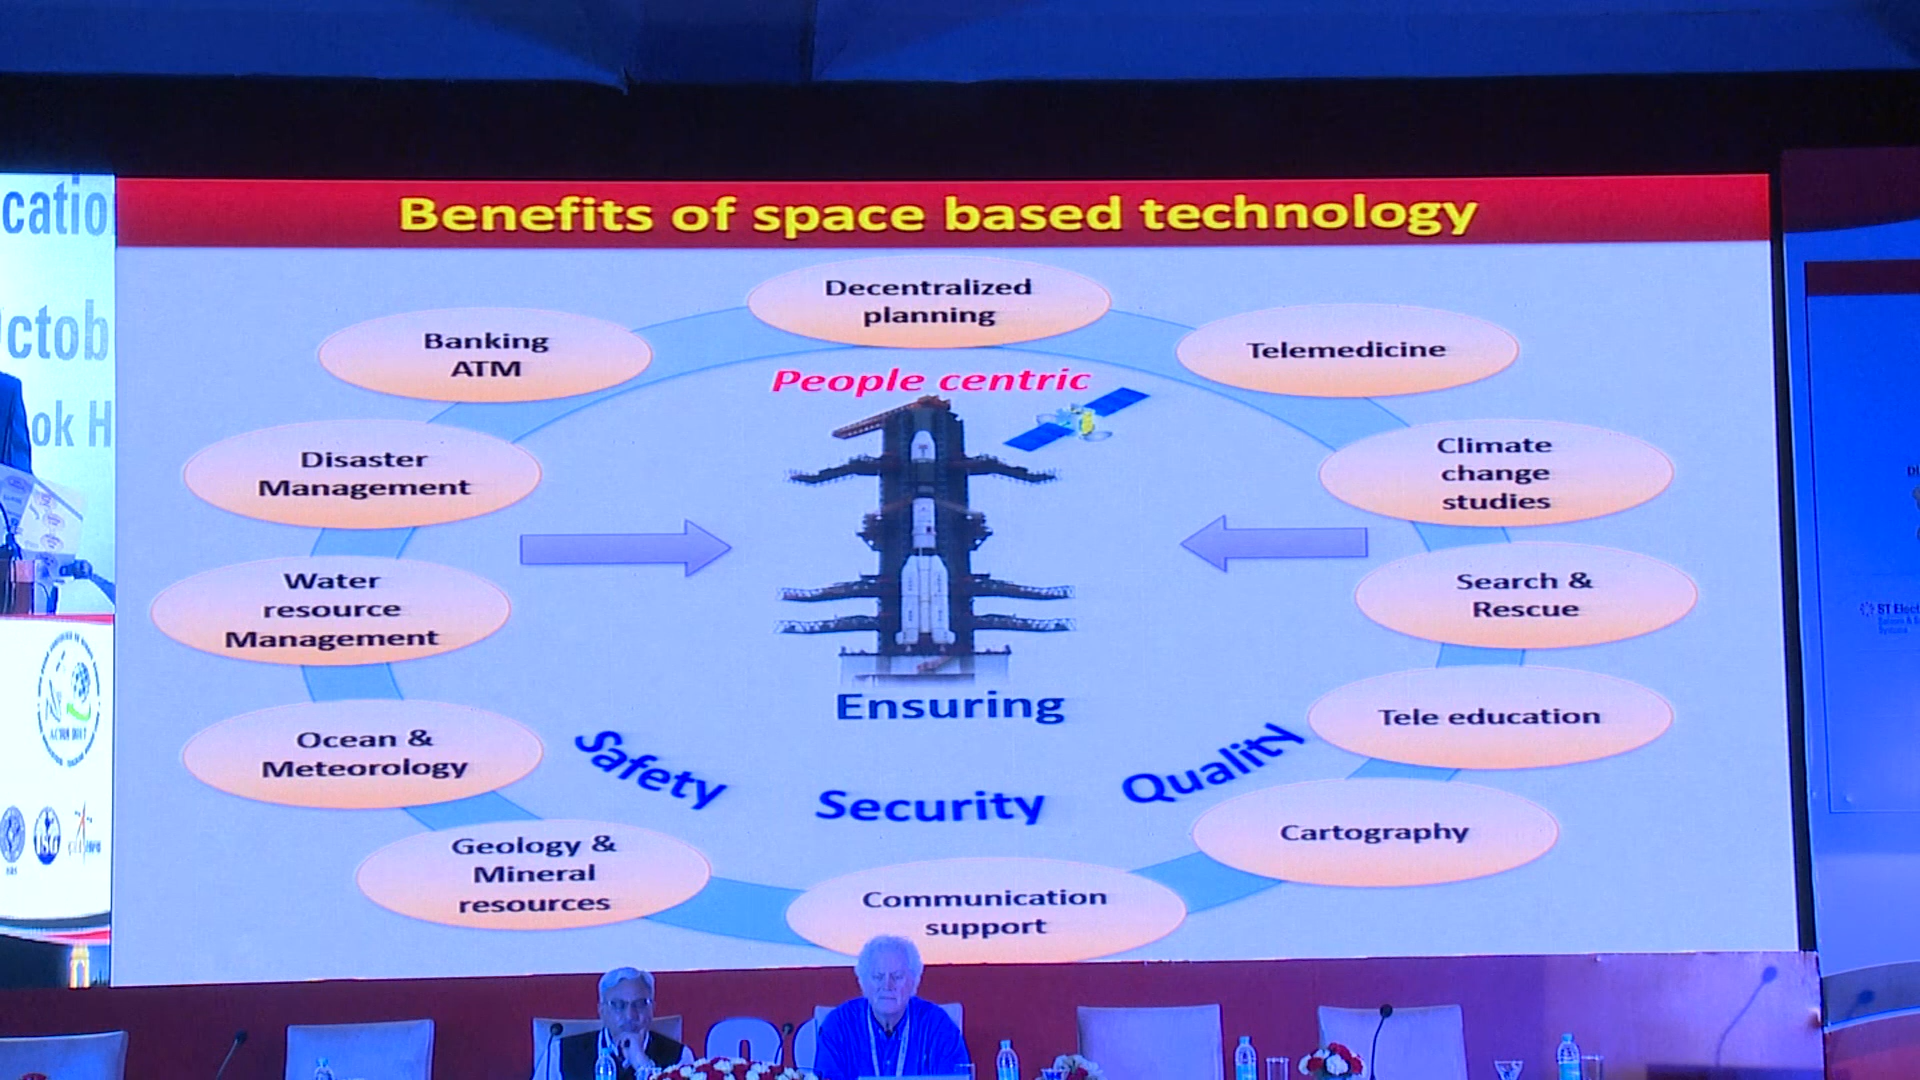 catio
ctob
ok H
Benefits of space based technology
Decentralized
planning
Banking
ATM
Telemedicine
People centric
Disaster
Management
Climate
change
studies
Water
resource
Management
Search &
Rescue
Ensuring
Ocean &
Meteorology
Tele education
Safety
Security
Quality
Geology &
Mineral
resources
Cartography
Communication
support
ST Elect